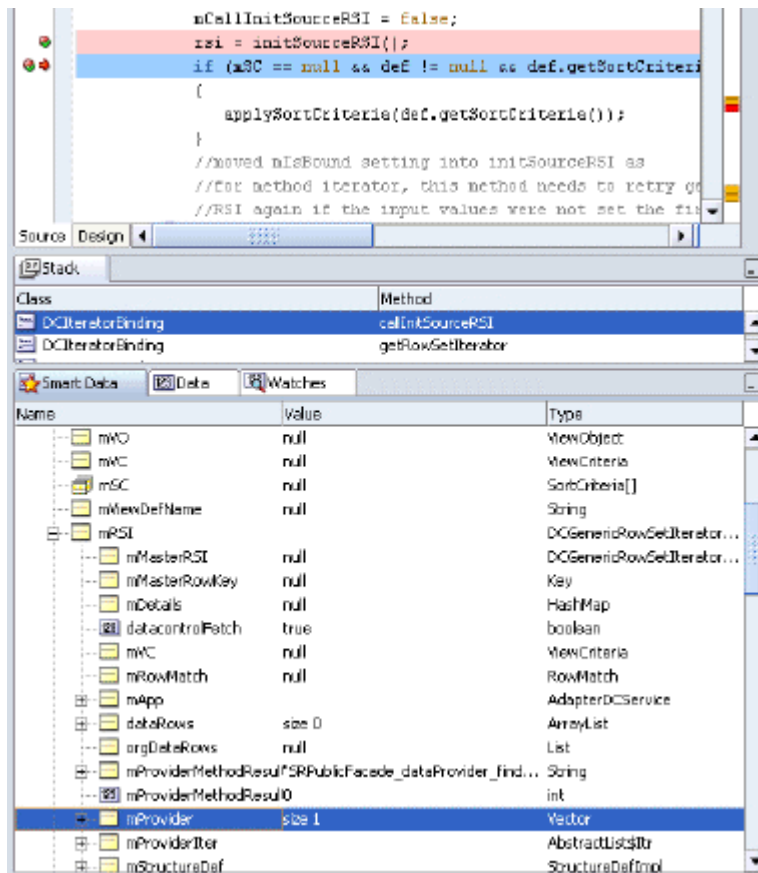 mCallInitSourceRSI = false;
rsi = initSourceRSI();
if (mSC == null && def != null && def.getSortCriteri
{
applySortCriteria(def.getSortCriteria());
}
//moved mIsBound setting into initSourceRSI as
//for method iterator, this method needs to retry ge
//RSI again if the input values were not set the fir
Source Design
Stack
Class Method
DCIteratorBinding callInitSourceRSI
DCIteratorBinding getRowSetIterator
Smart Data Data Watches
Name Value Type
mVO null ViewObject
mVC null ViewCriteria
mSC null SortCriteria[]
mViewDefName null String
mRSI DCGenericRowSetIterator...
mMasterRSI null DCGenericRowSetIterator...
mMasterRowKey null Key
mDetails null HashMap
datacontrolFetch true boolean
mVC null ViewCriteria
mRowMatch null RowMatch
mApp AdapterDCService
dataRows size 0 ArrayList
orgDataRows null List
mProviderMethodResul "SRPublicFacade_dataProvider_find... String
mProviderMethodResul 0 int
mProvider size 1 Vector
mProviderIter AbstractList$Itr
mStructureDef StructureDefImpl